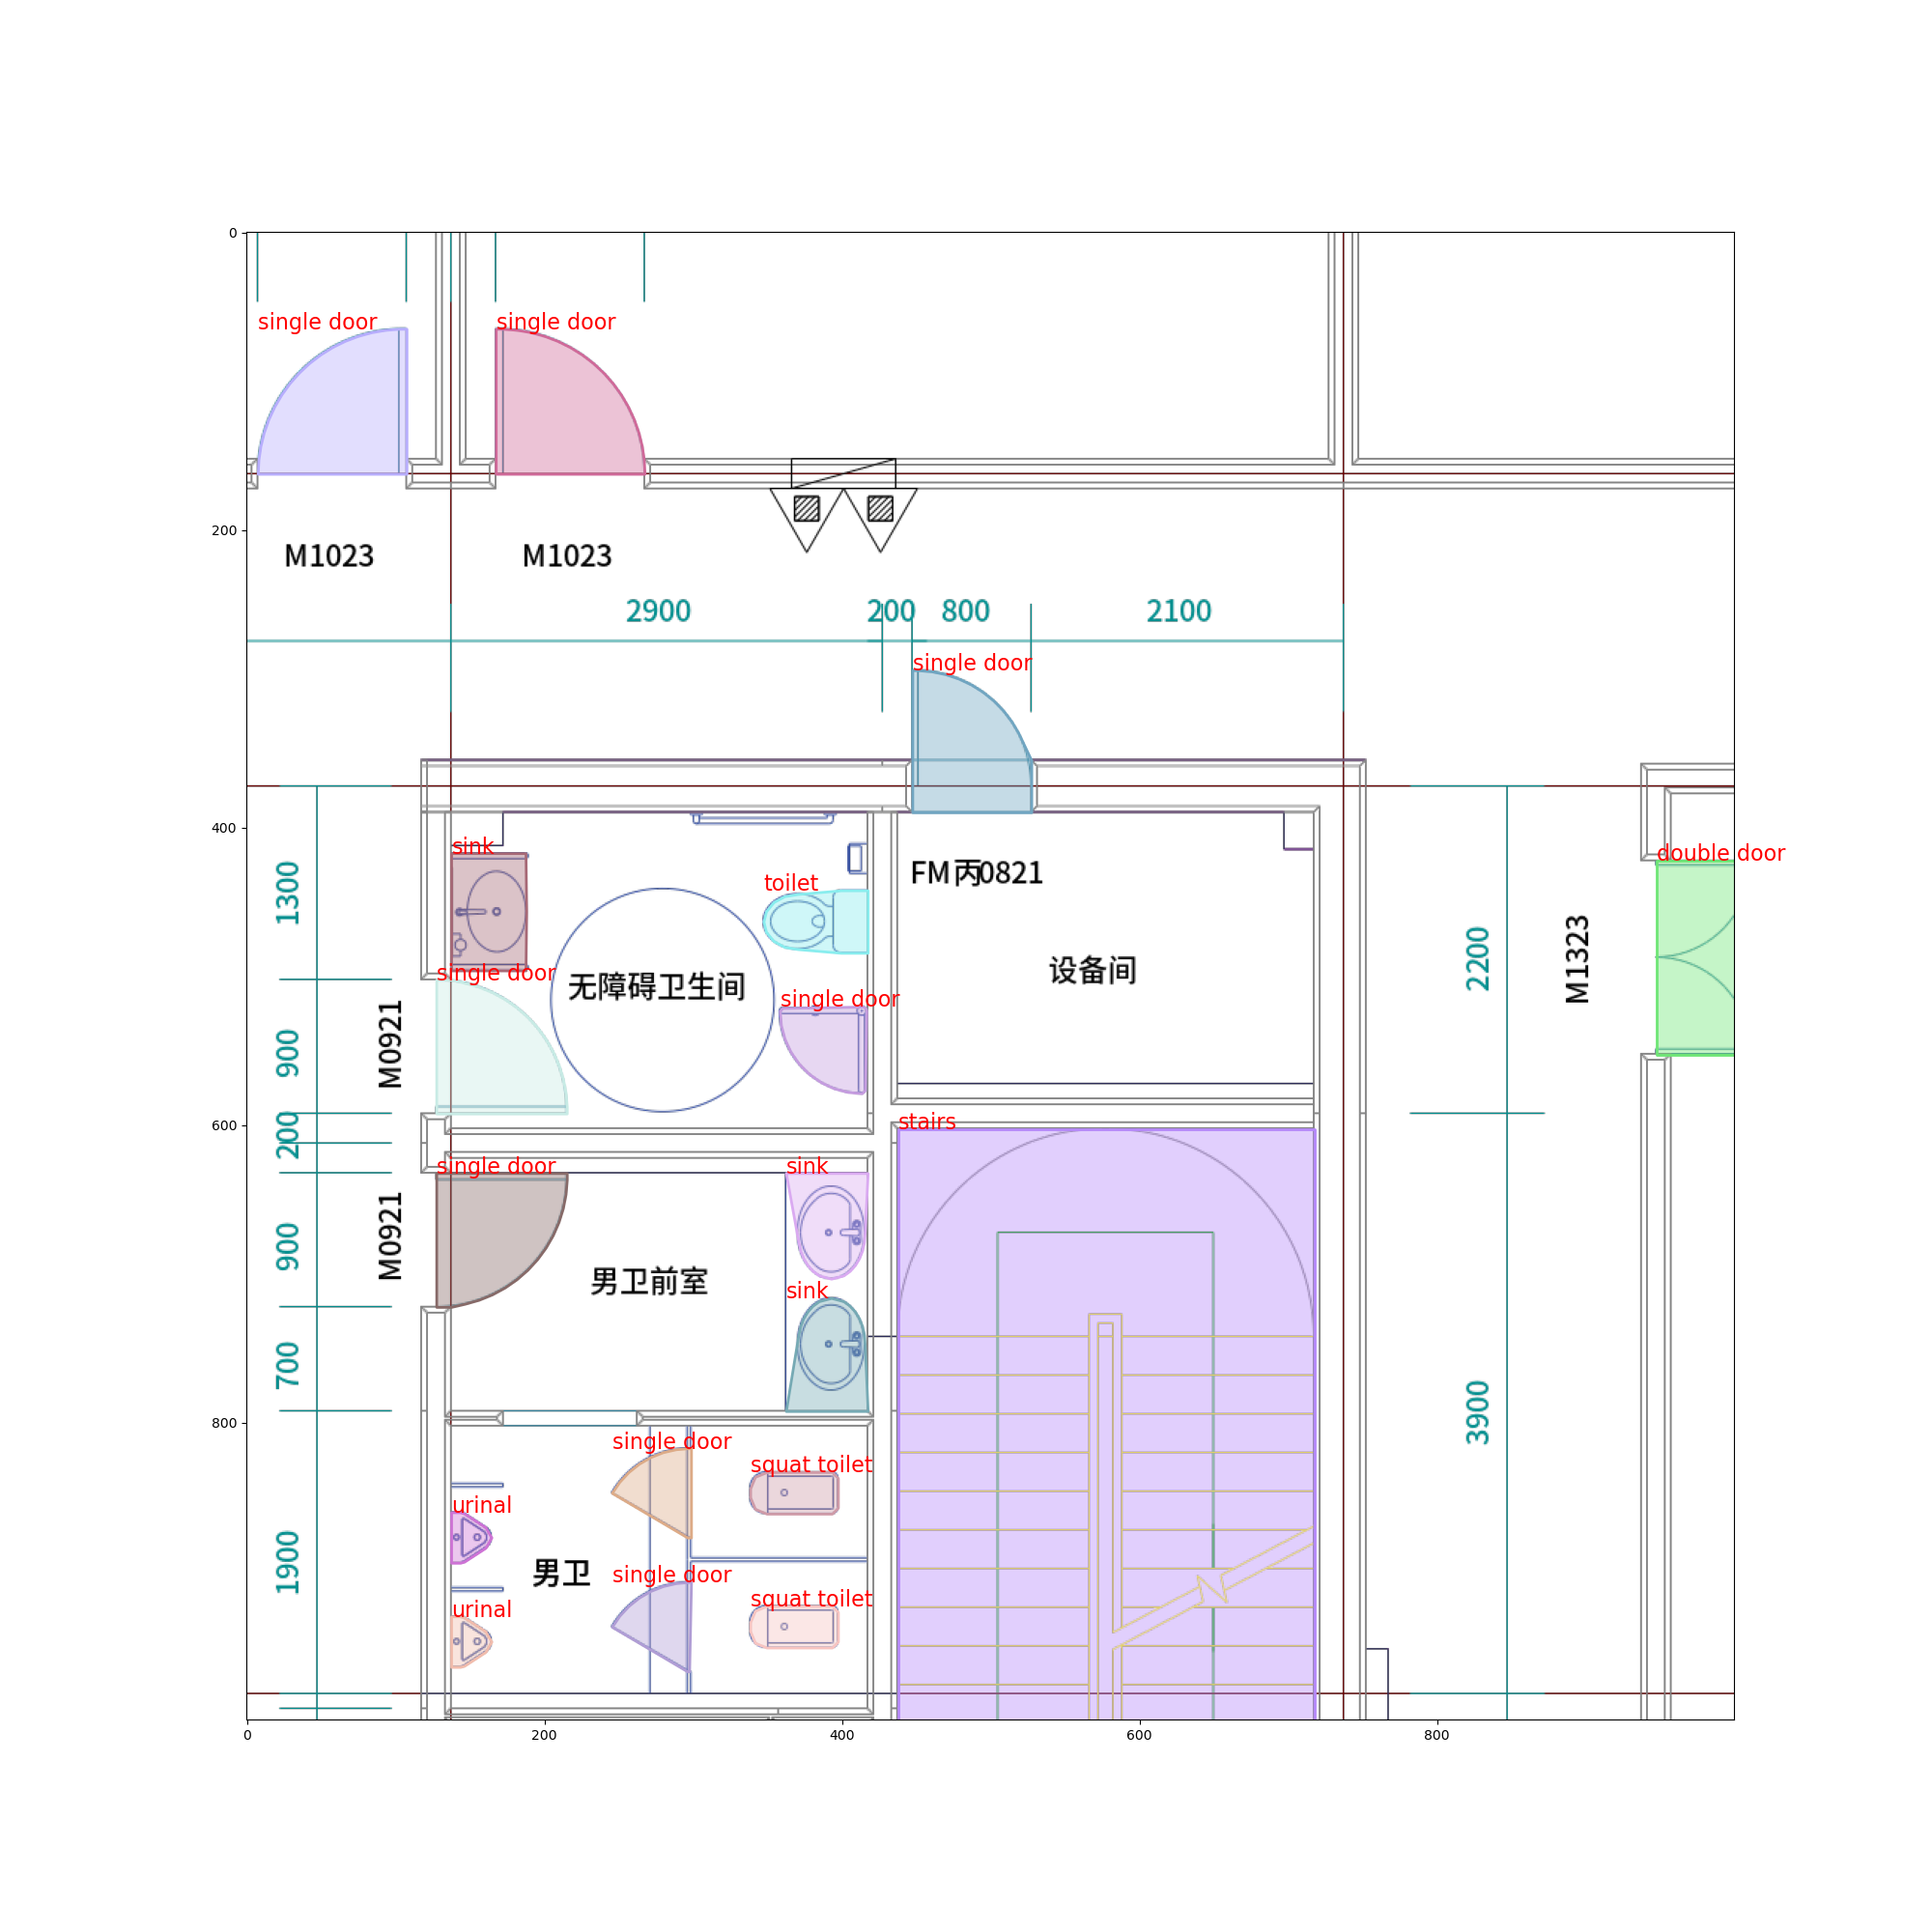 0
single door
single door
200
M1023
M1023
2900
200
800
2100
single door
400
sink
double door
1300
toilet
FM丙0821
single door
无障碍卫生间
设备间
2200
M1323
single door
M0921
900
600
200
stairs
single door
sink
M0921
900
男卫前室
sink
700
3900
800
single door
squat toilet
urinal
1900
男卫
single door
squat toilet
urinal
0
200
400
600
800